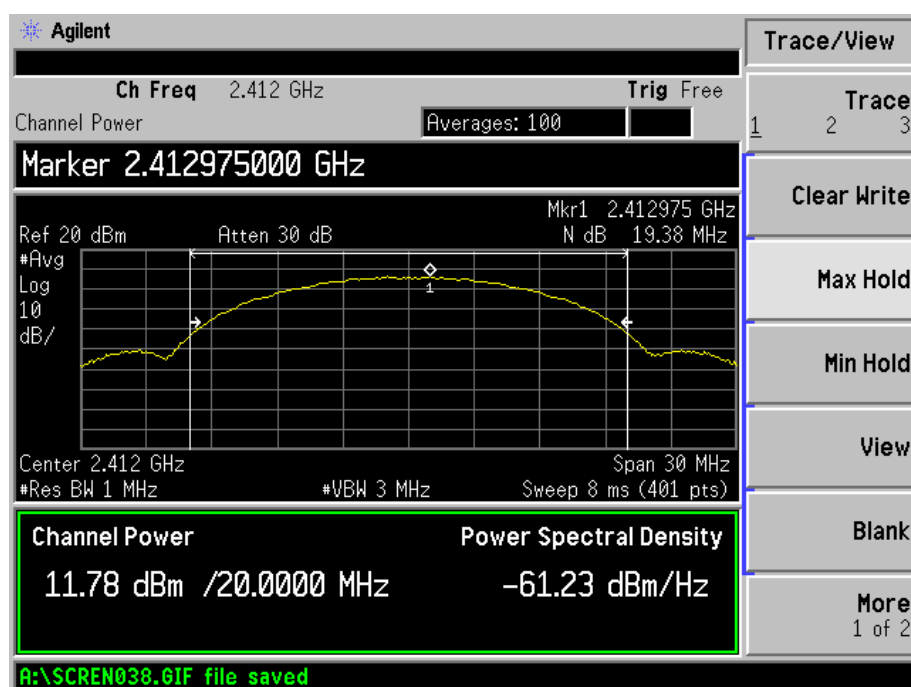 Agilent
Trace/View
Ch Freq 2.412 GHz
Trig Free
Channel Power
Averages: 100
Marker 2.412975000 GHz
Mkr1 2.412975 GHz
Ref 20 dBm
Atten 30 dB
N dB 19.38 MHz
#Avg
Log
10
dB/
1
Center 2.412 GHz
Span 30 MHz
#Res BW 1 MHz
#VBW 3 MHz
Sweep 8 ms (401 pts)
Channel Power
Power Spectral Density
11.78 dBm /20.0000 MHz
-61.23 dBm/Hz
A:\SCREN038.GIF file saved
Trace
1 2 3
Clear Write
Max Hold
Min Hold
View
Blank
More
1 of 2